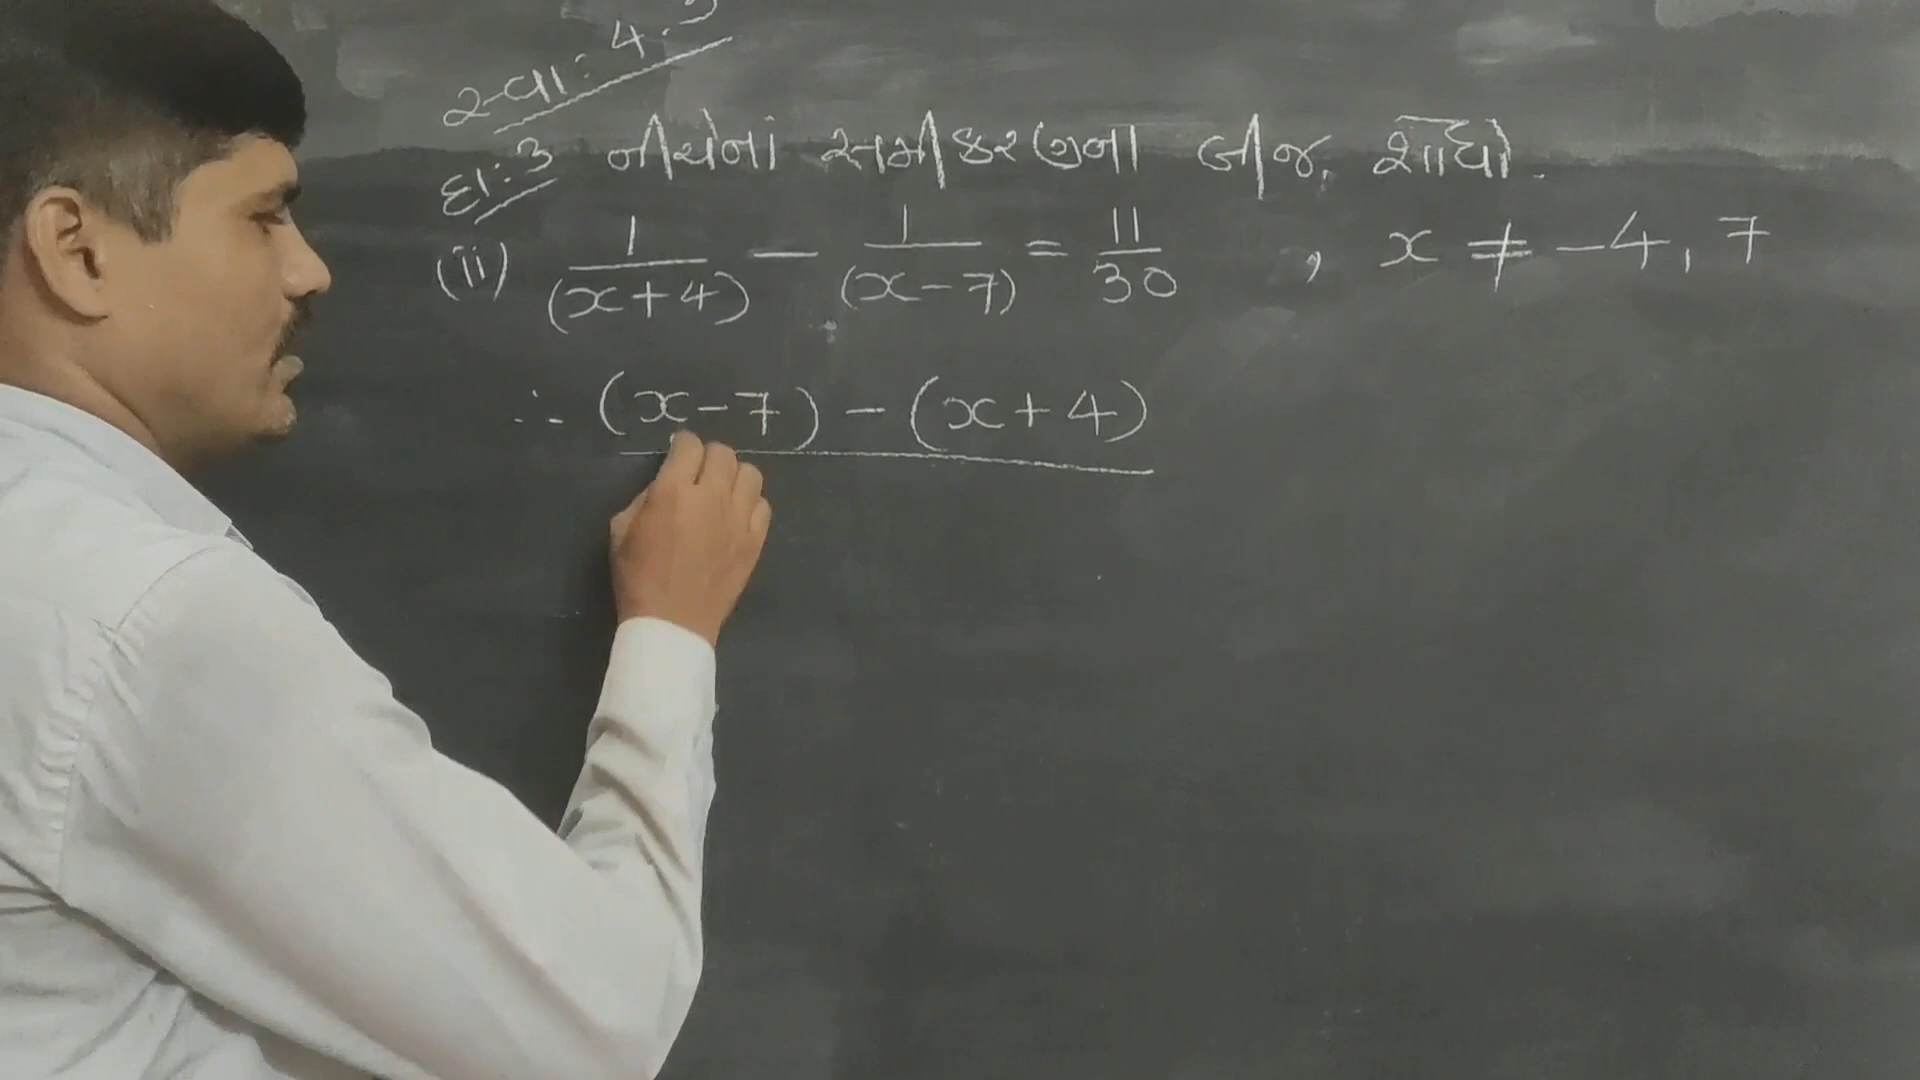 સ્વા: 4.3
દા: 3 નીચેનાં સમીકરણના બીજ શોધો.
(ii) 1/(x+4) − 1/(x−7) = 11/30 , x ≠ −4, 7
∴ (x−7) − (x+4)